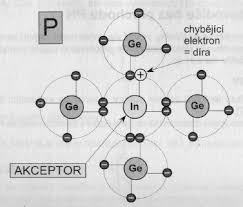 P
Ge
chybějící
elektron
= díra
Ge
In
Ge
AKCEPTOR
Ge